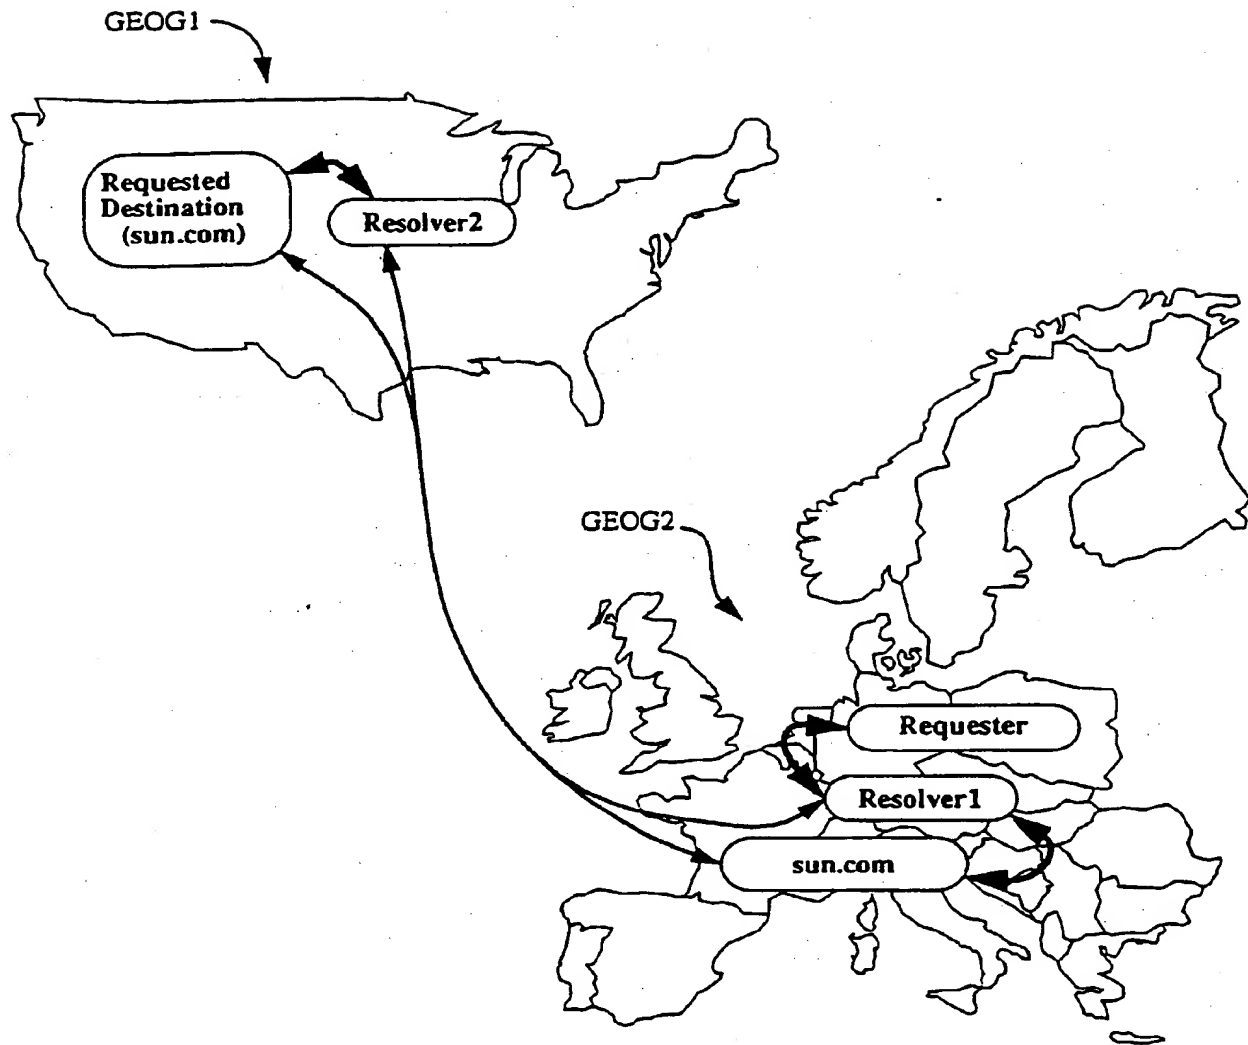 GEOG1
Requested
Destination
(sun.com)
Resolver2
GEOG2
Requester
Resolver1
sun.com